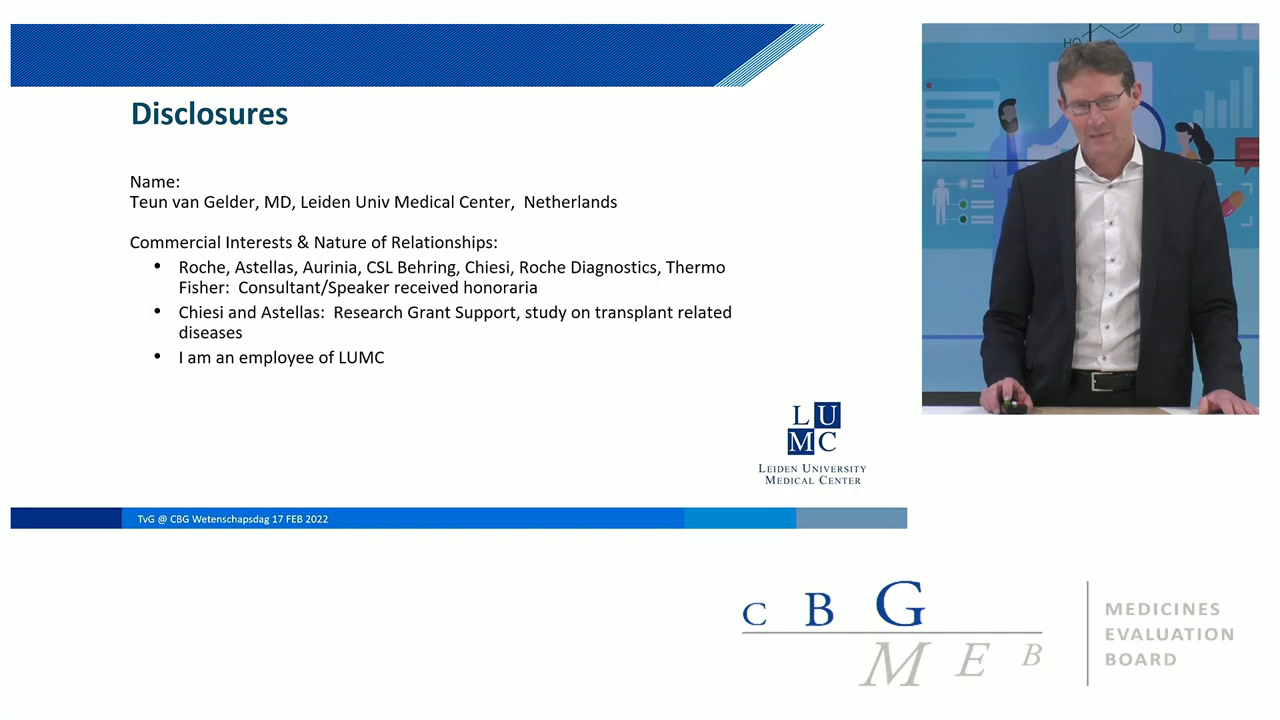 Disclosures
Name:
Teun van Gelder, MD, Leiden Univ Medical Center, Netherlands
Commercial Interests & Nature of Relationships:
• Roche, Astellas, Aurinia, CSL Behring, Chiesi, Roche Diagnostics, Thermo
Fisher: Consultant/Speaker received honoraria
• Chiesi and Astellas: Research Grant Support, study on transplant related
diseases
• I am an employee of LUMC
L U
M C
LEIDEN UNIVERSITY
MEDICAL CENTER
TvG @ CBG Wetenschapsdag 17 FEB 2022
HO
O
C B G
M E B
MEDICINES
EVALUATION
BOARD